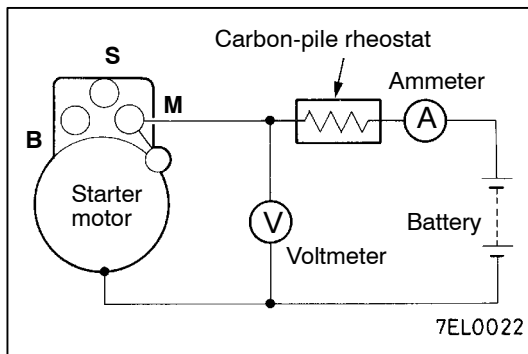 Carbon-pile rheostat
S
Ammeter
M
A
B
Starter
motor
V
Battery
Voltmeter
7EL0022